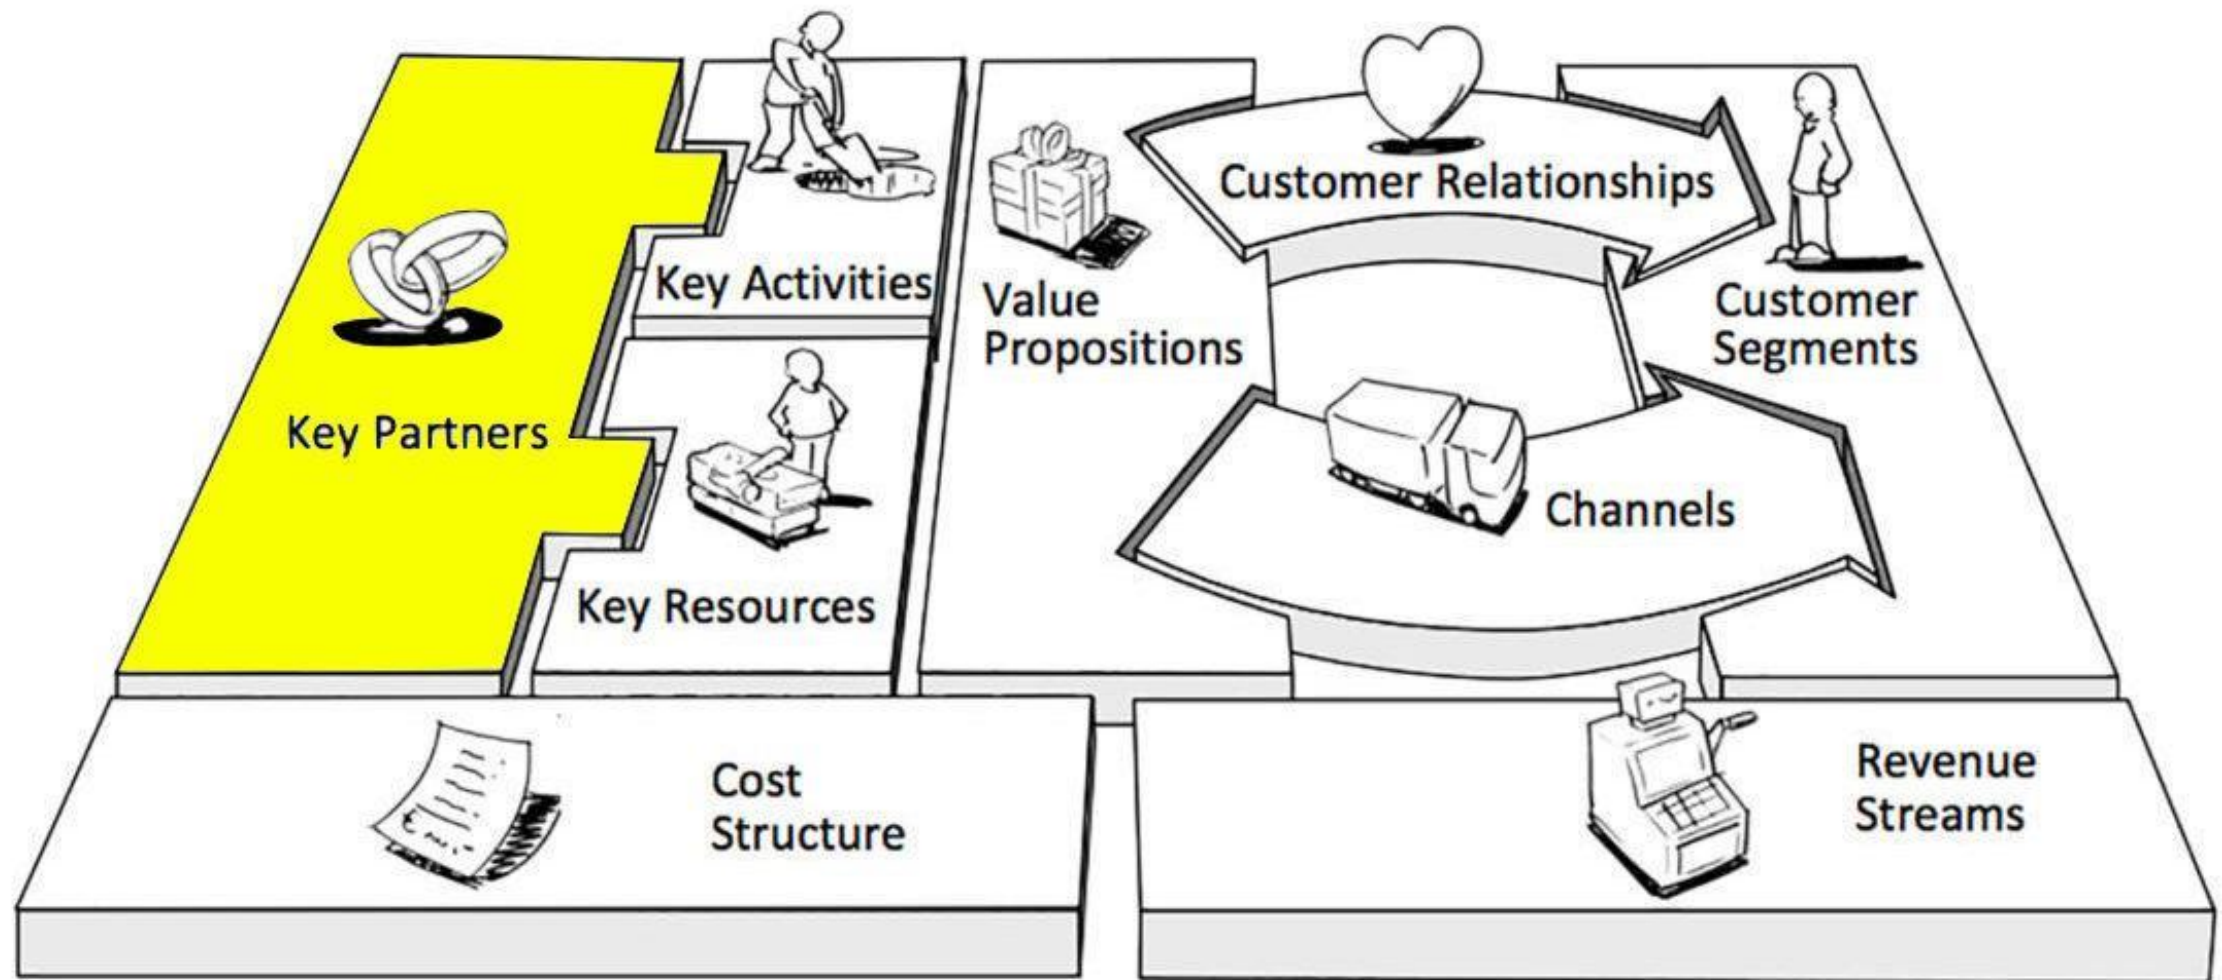 Key Partners
Key Activities
Key Resources
Value
Propositions
Customer Relationships
Channels
Customer
Segments
Cost
Structure
Revenue
Streams